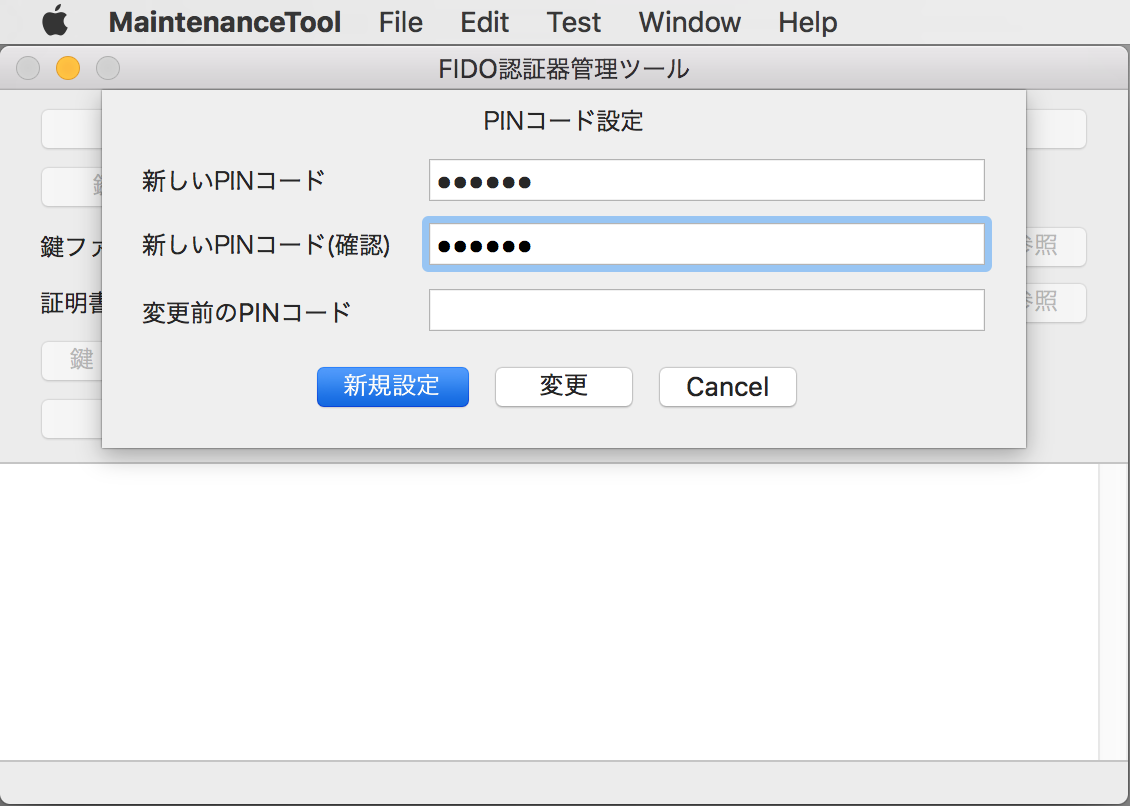 MaintenanceTool File Edit Test Window Help
FIDO認証器管理ツール
PINコード設定
新しいPINコード
新しいPINコード(確認)
鍵ファ
参照
変更前のPINコード
証明書
参照
鍵
新規設定 変更 Cancel